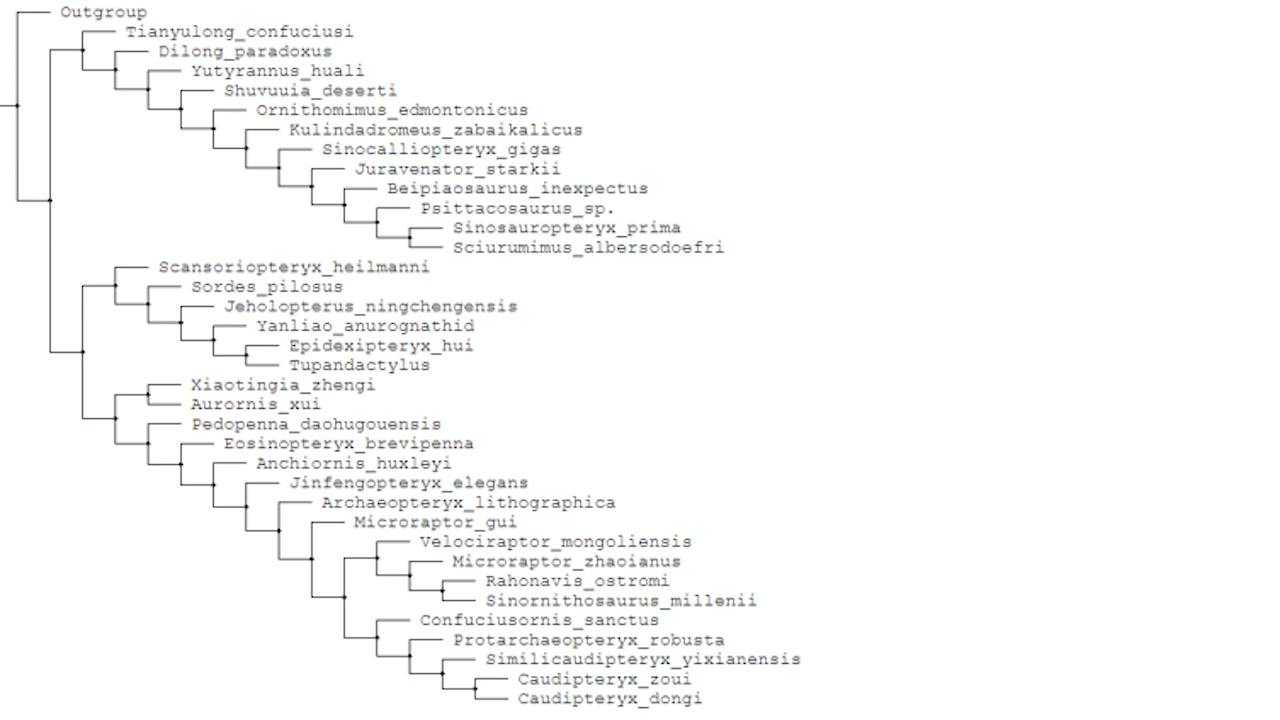 Outgroup
Tianyulong_confuciusi
Dilong_paradoxus
Yutyrannus_huali
Shuvuuia_deserti
Ornithomimus_edmontonicus
Kulindadromeus_zabaikalicus
Sinocalliopteryx_gigas
Juravenator_starkii
Beipiaosaurus_inexpectus
Psittacosaurus_sp.
Sinosauropteryx_prima
Sciurumimus_albersodoefri
Scansoriopteryx_heilmanni
Sordes_pilosus
Jeholopterus_ningchengensis
Yanliao_anurognathid
Epidexipteryx_hui
Tupandactylus
Xiaotingia_zhengi
Aurornis_xui
Pedopenna_daohugouensis
Eosinopteryx_brevipenna
Anchiornis_huxleyi
Jinfengopteryx_elegans
Archaeopteryx_lithographica
Microraptor_gui
Velociraptor_mongoliensis
Microraptor_zhaoianus
Rahonavis_ostromi
Sinornithosaurus_millenii
Confuciusornis_sanctus
Protarchaeopteryx_robusta
Similicaudipteryx_yixianensis
Caudipteryx_zoui
Caudipteryx_dongi